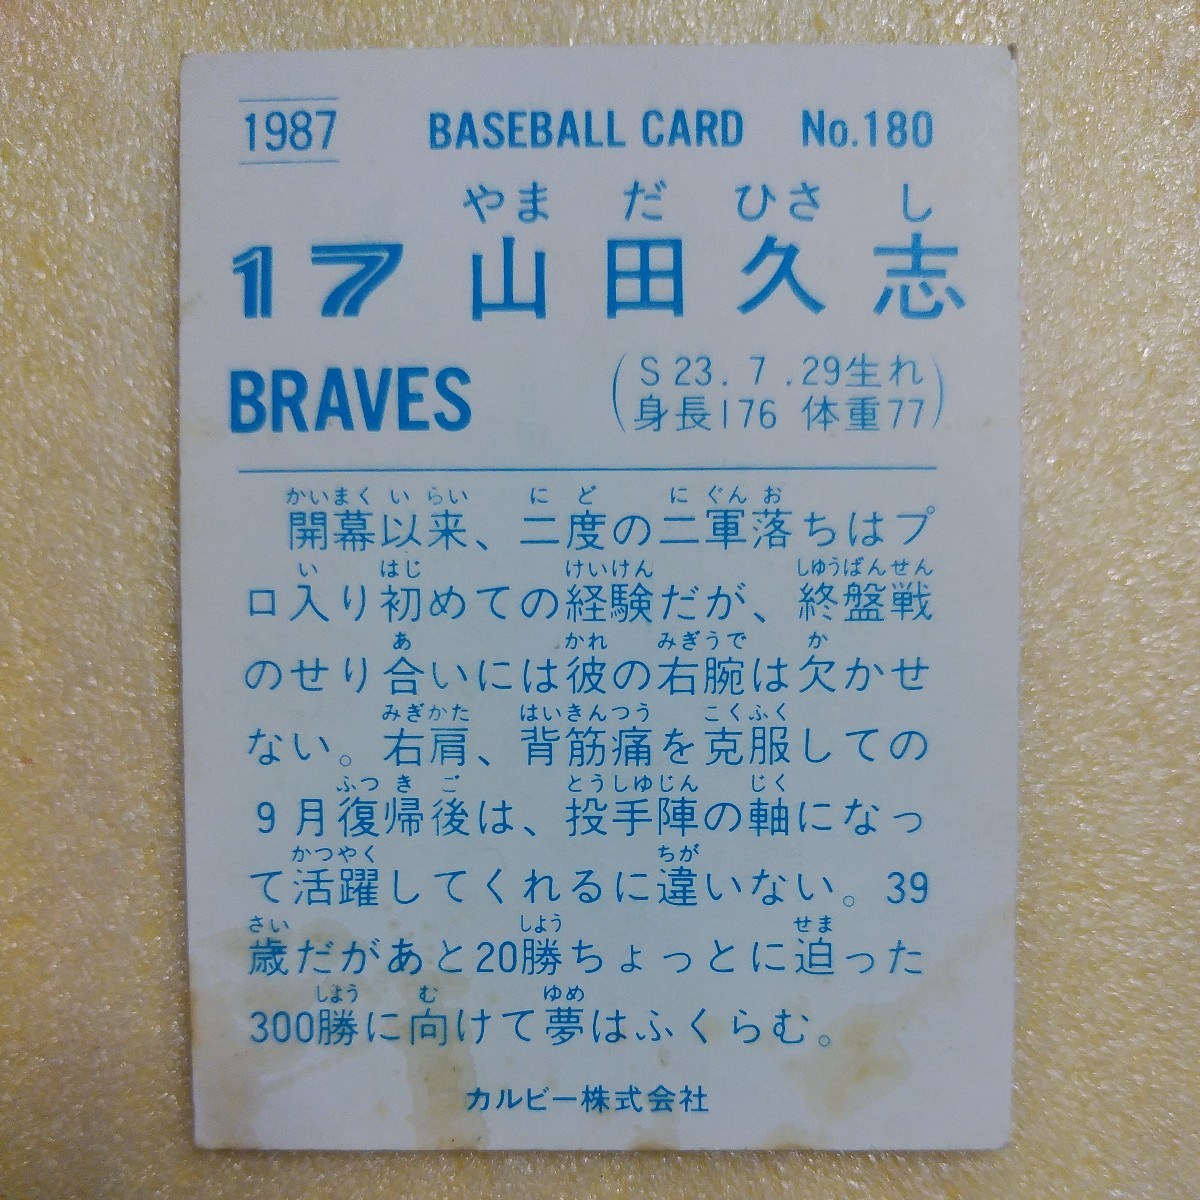 1987 BASEBALL CARD No.180
やま だ ひさ し
17 山田久志
BRAVES
(S23.7.29生れ
身長176 体重77)
かいまく い らい に ど に ぐん お
開幕以来、二度の二軍落ちはプ
い はじ けいけん しゆうばんせん
ロ入り初めての経験だが、終盤戦
あ かれ みぎうで か
のせり合いには彼の右腕は欠かせ
みぎかた はいきんつう こくふく
ない。右肩、背筋痛を克服しての
ふつ き ご とうしゆじん じく
9月復帰後は、投手陣の軸になっ
かつやく ちが
て活躍してくれるに違いない。39
さい しよう せま
歳だがあと20勝ちょっとに迫った
しよう む ゆめ
300勝に向けて夢はふくらむ。
カルビー株式会社